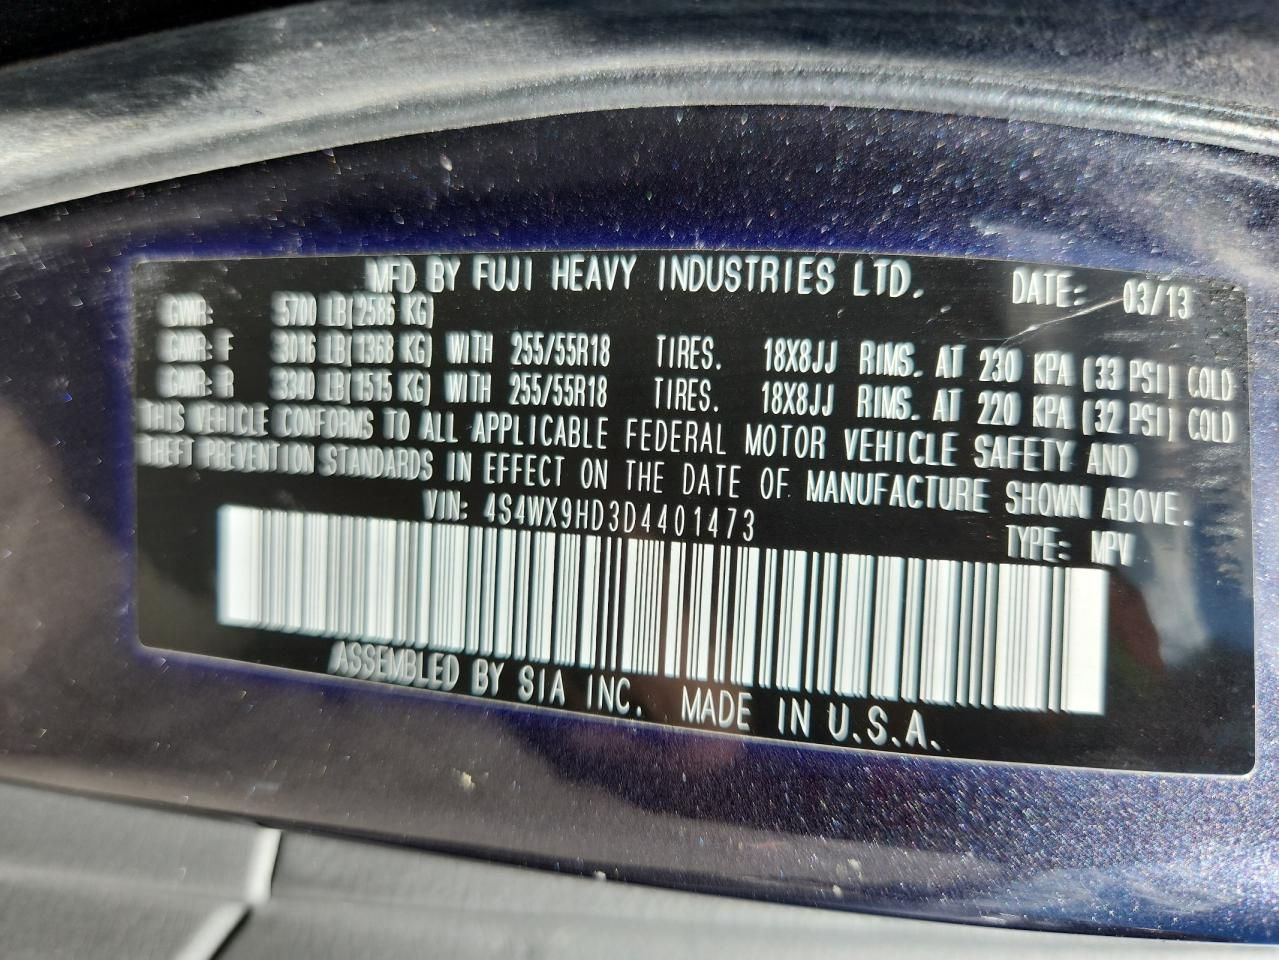 MFD BY FUJI HEAVY INDUSTRIES LTD. DATE: 03/13
GVWR: 5700 LB(2586 KG)
GAWR: F 3016 LB(1368 KG) WITH 255/55R18 TIRES. 18X8JJ RIMS. AT 230 KPA (33 PSI) COLD
GAWR: R 3340 LB(1515 KG) WITH 255/55R18 TIRES. 18X8JJ RIMS. AT 220 KPA (32 PSI) COLD
THIS VEHICLE CONFORMS TO ALL APPLICABLE FEDERAL MOTOR VEHICLE SAFETY AND
THEFT PREVENTION STANDARDS IN EFFECT ON THE DATE OF MANUFACTURE SHOWN ABOVE.
VIN: 4S4WX9HD3D4401473 TYPE: MPV
ASSEMBLED BY SIA INC. MADE IN U.S.A.